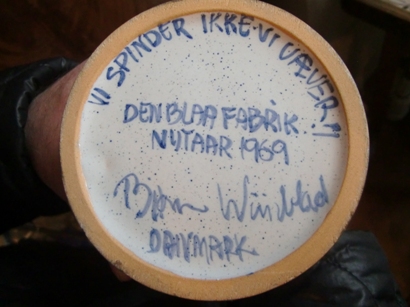 VI SPINDER IKKE-VI VÆVER!!
DEN BLAA FABRIK
NYTAAR 1969
Bjørn Wiinblad
DANMARK